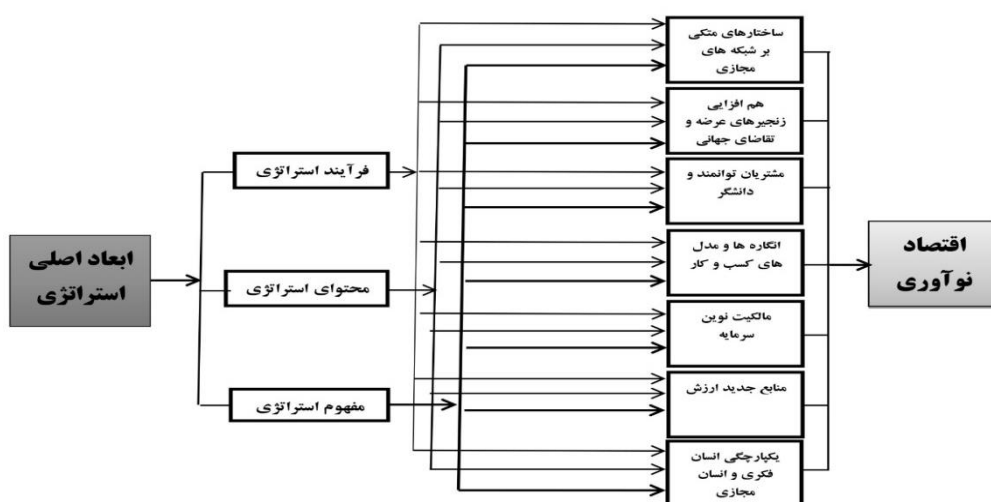 ساختارهای متکی
بر شبکه های
مجازی
هم افزایی
زنجیرهای عرضه و
تقاضای جهانی
فرآیند استراتژی
مشتریان توانمند و
دانشگر
ابعاد اصلی
استراتژی
محتوای استراتژی
انگاره ها و مدل
های کسب و کار
اقتصاد
نوآوری
مالکیت نوین
سرمایه
مفهوم استراتژی
منابع جدید ارزش
یکپارچگی انسان
فکری و انسان
مجازی